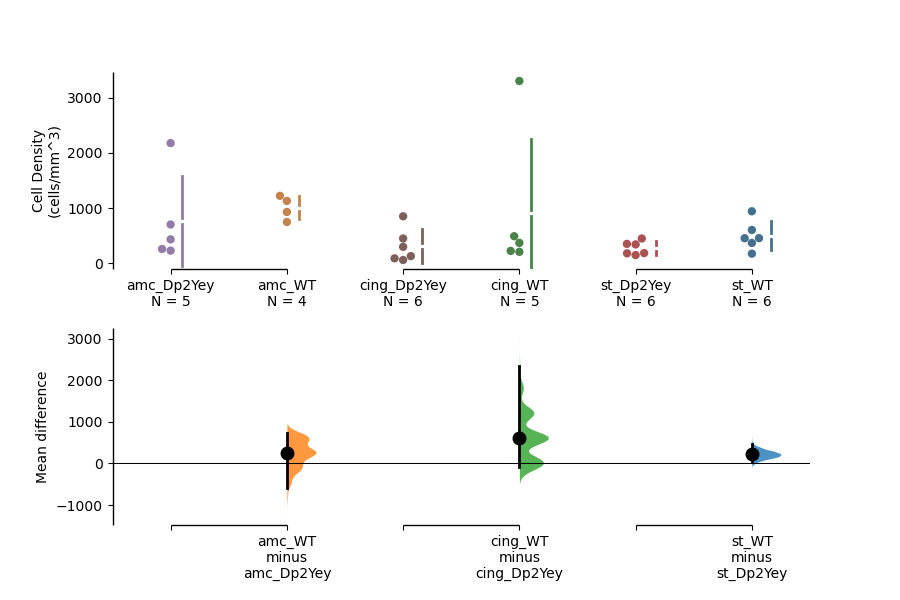 Cell Density
(cells/mm^3)
3000
2000
1000
0
amc_Dp2Yey
N = 5
amc_WT
N = 4
cing_Dp2Yey
N = 6
cing_WT
N = 5
st_Dp2Yey
N = 6
st_WT
N = 6
Mean difference
3000
2000
1000
0
−1000
amc_WT
minus
amc_Dp2Yey
cing_WT
minus
cing_Dp2Yey
st_WT
minus
st_Dp2Yey